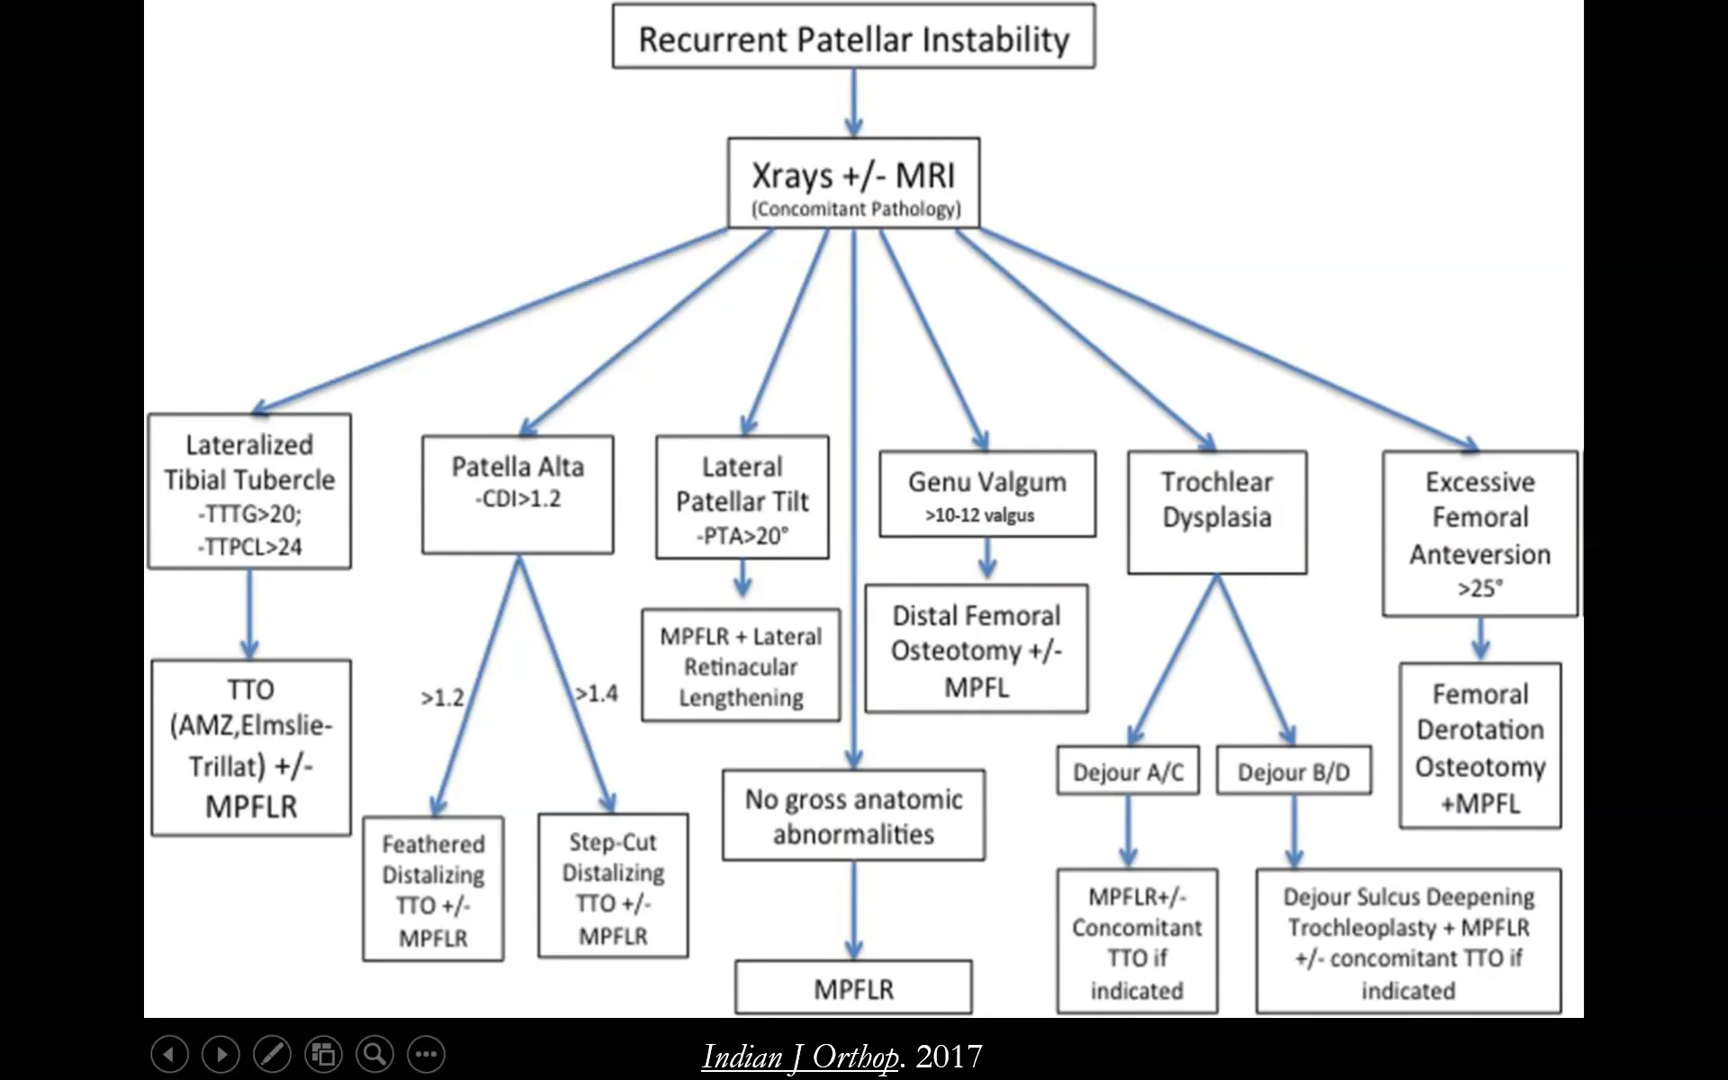 Recurrent Patellar Instability
Xrays +/- MRI
(Concomitant Pathology)
Lateralized
Tibial Tubercle
-TTTG>20;
-TTPCL>24
TTO
(AMZ,Elmslie-
Trillat) +/-
MPFLR
Patella Alta
-CDI>1.2
>1.2
>1.4
Feathered
Distalizing
TTO +/-
MPFLR
Step-Cut
Distalizing
TTO +/-
MPFLR
Lateral
Patellar Tilt
-PTA>20°
MPFLR + Lateral
Retinacular
Lengthening
No gross anatomic
abnormalities
MPFLR
Genu Valgum
>10-12 valgus
Distal Femoral
Osteotomy +/-
MPFL
Trochlear
Dysplasia
Dejour A/C
MPFLR+/-
Concomitant
TTO if
indicated
Dejour B/D
Dejour Sulcus Deepening
Trochleoplasty + MPFLR
+/- concomitant TTO if
indicated
Excessive
Femoral
Anteversion
>25°
Femoral
Derotation
Osteotomy
+MPFL
Indian J Orthop. 2017